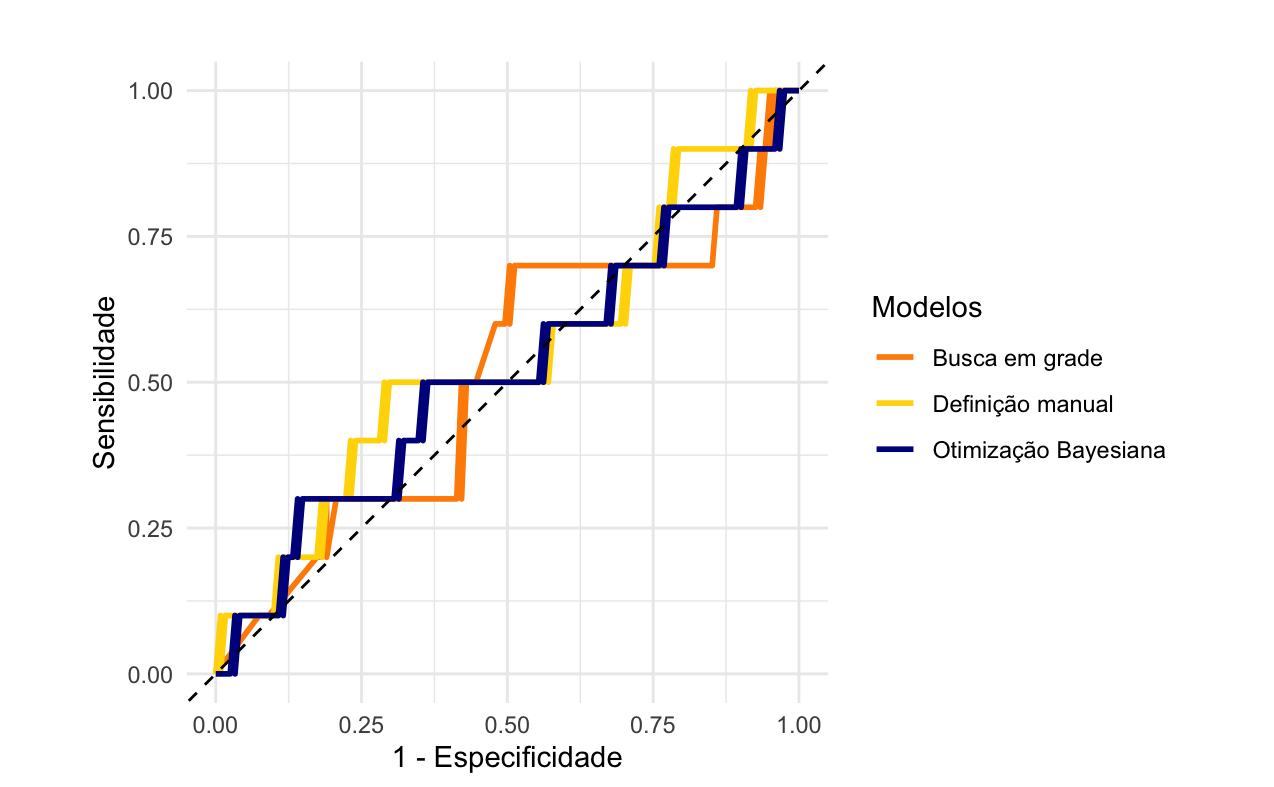 1.00
0.75
0.50
0.25
0.00
Sensibilidade
0.00 0.25 0.50 0.75 1.00
1 - Especificidade
Modelos
Busca em grade
Definição manual
Otimização Bayesiana